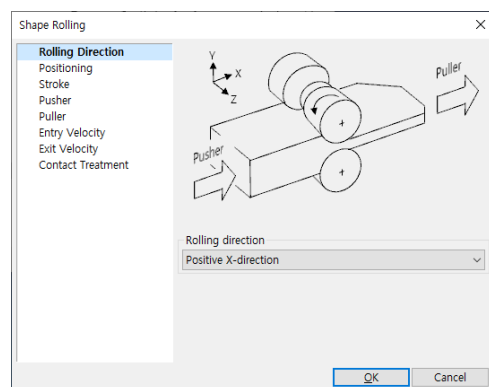 Shape Rolling
Rolling Direction
Positioning
Stroke
Pusher
Puller
Entry Velocity
Exit Velocity
Contact Treatment
Y
X
Z
Puller
Pusher
Rolling direction
Positive X-direction
OK
Cancel